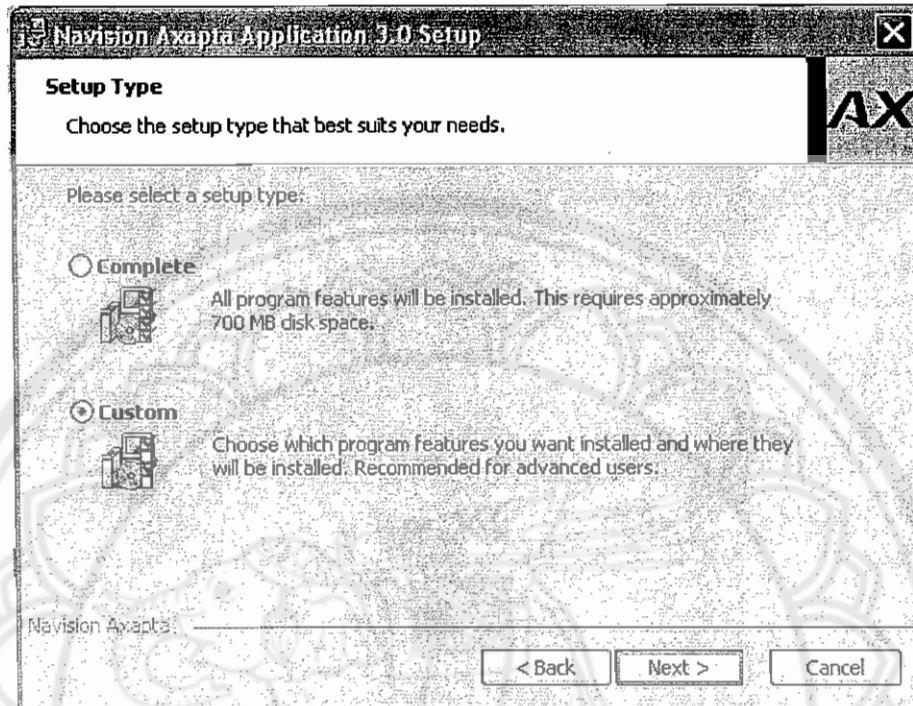 Navision Axapta Application 3.0 Setup
Setup Type
Choose the setup type that best suits your needs.
AX
Please select a setup type:
Complete
All program features will be installed. This requires approximately
700 MB disk space.
Custom
Choose which program features you want installed and where they
will be installed. Recommended for advanced users.
Navision Axapta
< Back
Next >
Cancel